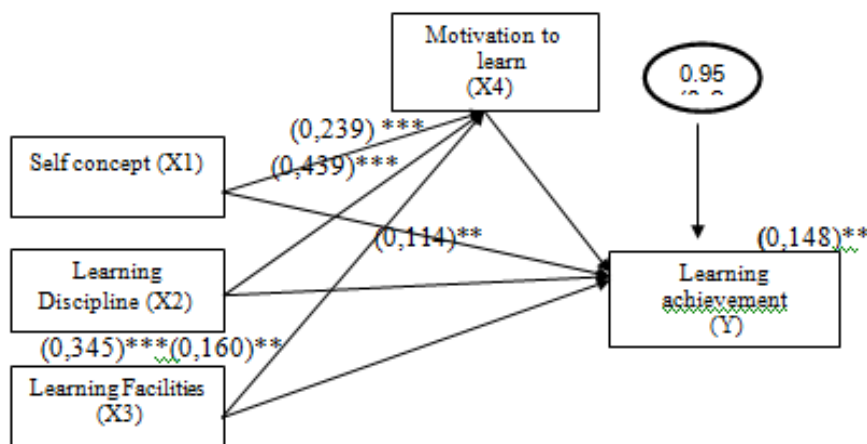 Motivation to
learn
(X4)
0.95
(0,239) ***
Self concept (X1)
(0,439)***
(0,114)**
(0,148)**
Learning
Discipline (X2)
Learning
achievement
(Y)
(0,345)***(0,160)**
Learning Facilities
(X3)